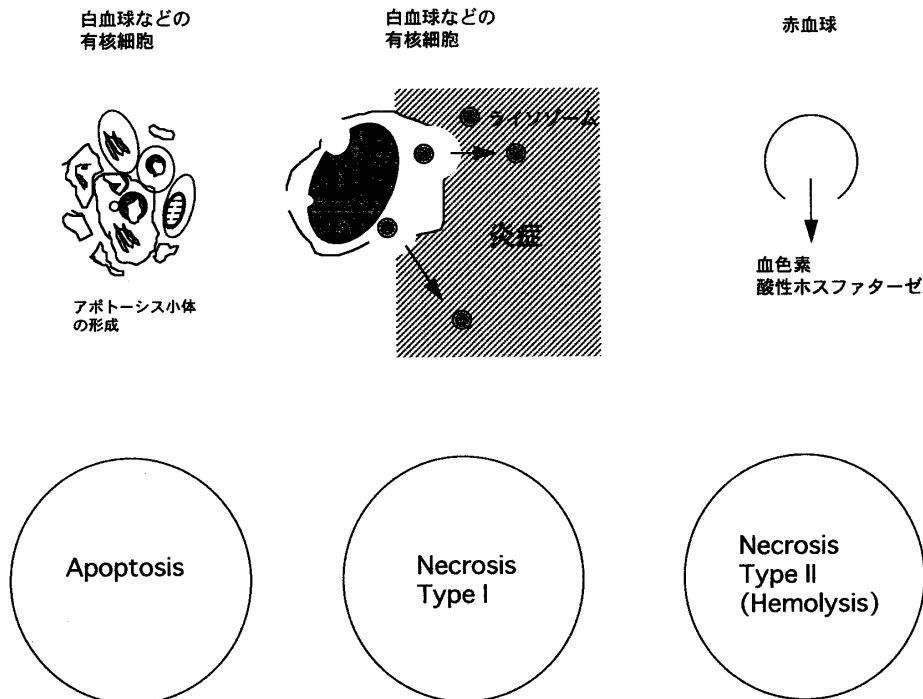 白血球などの
有核細胞
白血球などの
有核細胞
赤血球
ライソゾーム
炎症
血色素
酸性ホスファターゼ
アポトーシス小体
の形成
Apoptosis
Necrosis
Type I
Necrosis
Type II
(Hemolysis)